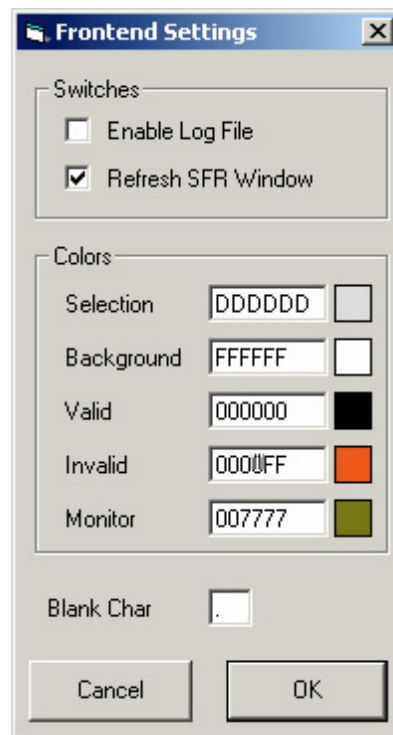 Frontend Settings
Switches
Enable Log File
Refresh SFR Window
Colors
Selection DDDDDD
Background FFFFFF
Valid 000000
Invalid 0000FF
Monitor 007777
Blank Char .
Cancel OK